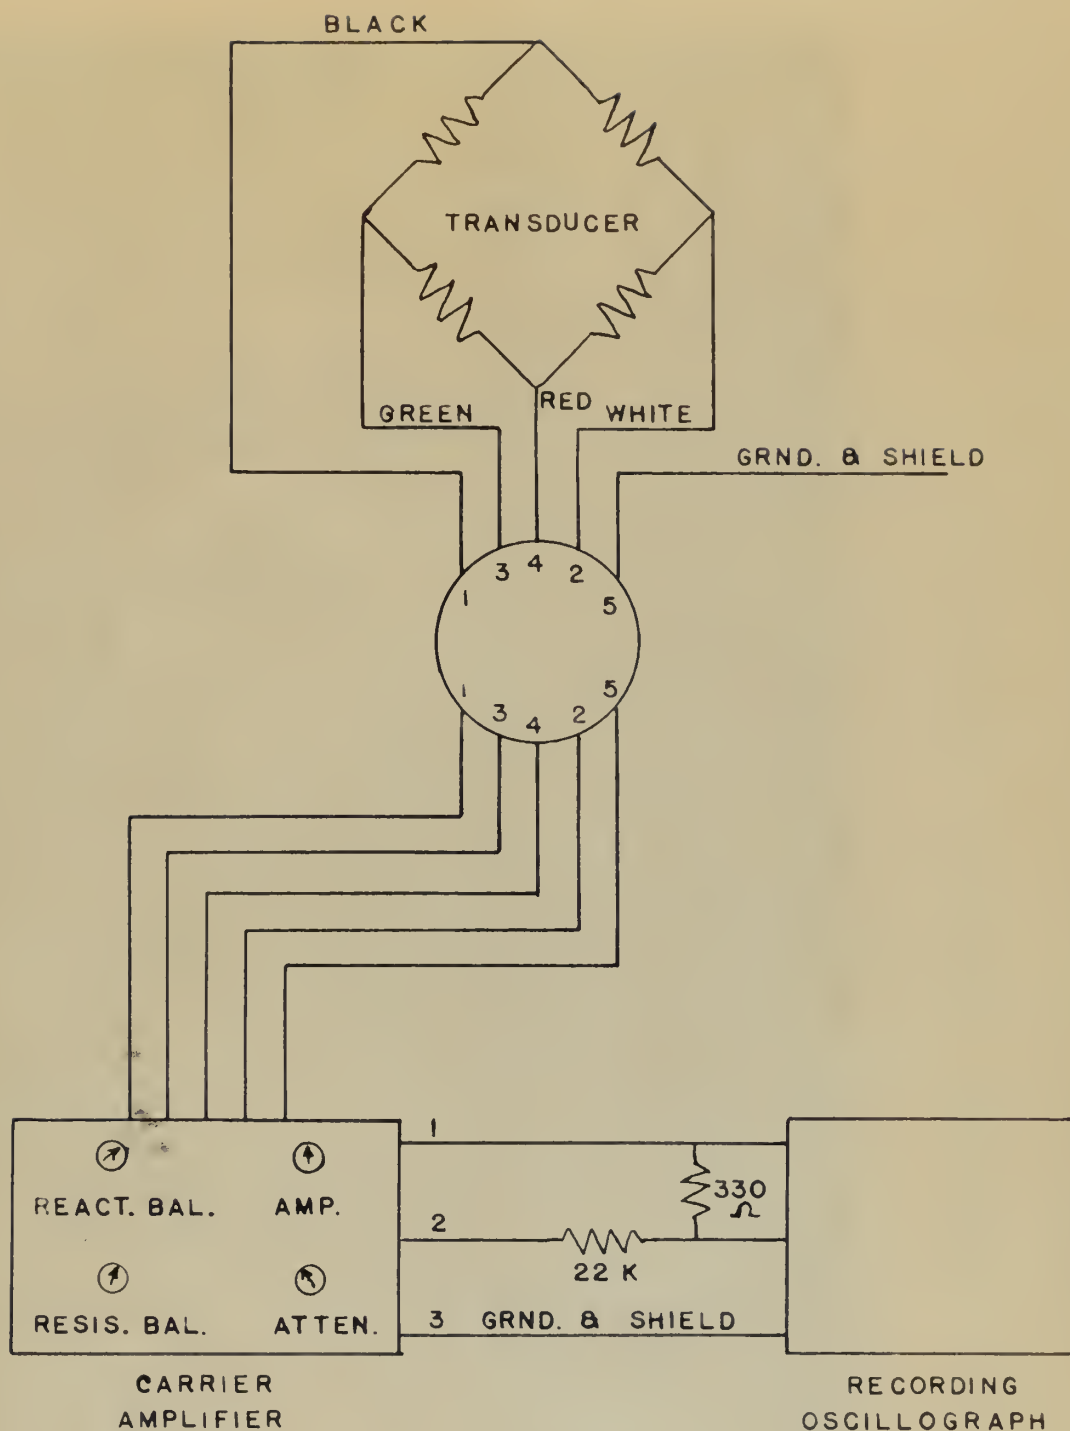 BLACK
TRANSDUCER
GREEN
RED
WHITE
GRND. & SHIELD
1
3
4
2
5
1
3
4
2
5
REACT. BAL.
AMP.
RESIS. BAL.
ATTEN.
1
330
Ω
2
22 K
3 GRND. & SHIELD
CARRIER
AMPLIFIER
RECORDING
OSCILLOGRAPH